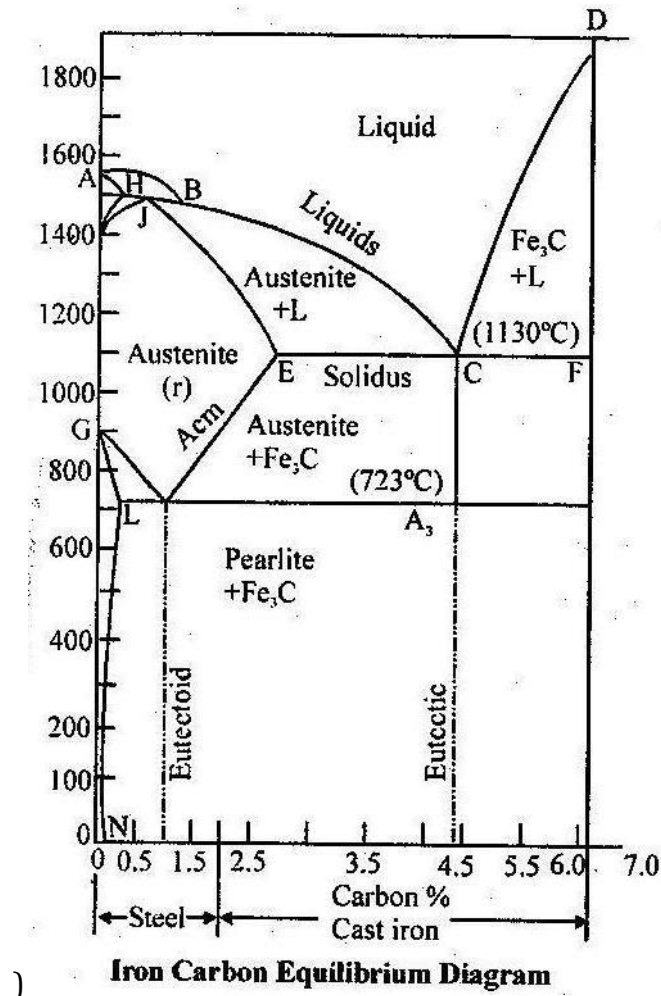 D
1800
Liquid
1600
A
H
B
J
Liquids
1400
Fe₃C
+L
Austenite
+L
1200
(1130ºC)
Austenite
(r)
E
Solidus
C
F
1000
Acm
G
Austenite
+Fe₃C
800
(723ºC)
L
A₃
600
Pearlite
+Fe₃C
400
Eutectoid
Eutectic
200
100
0
N
0 0.5 1.5 2.5 3.5 4.5 5.5 6.0 7.0
Carbon %
Steel
Cast iron
Iron Carbon Equilibrium Diagram
)